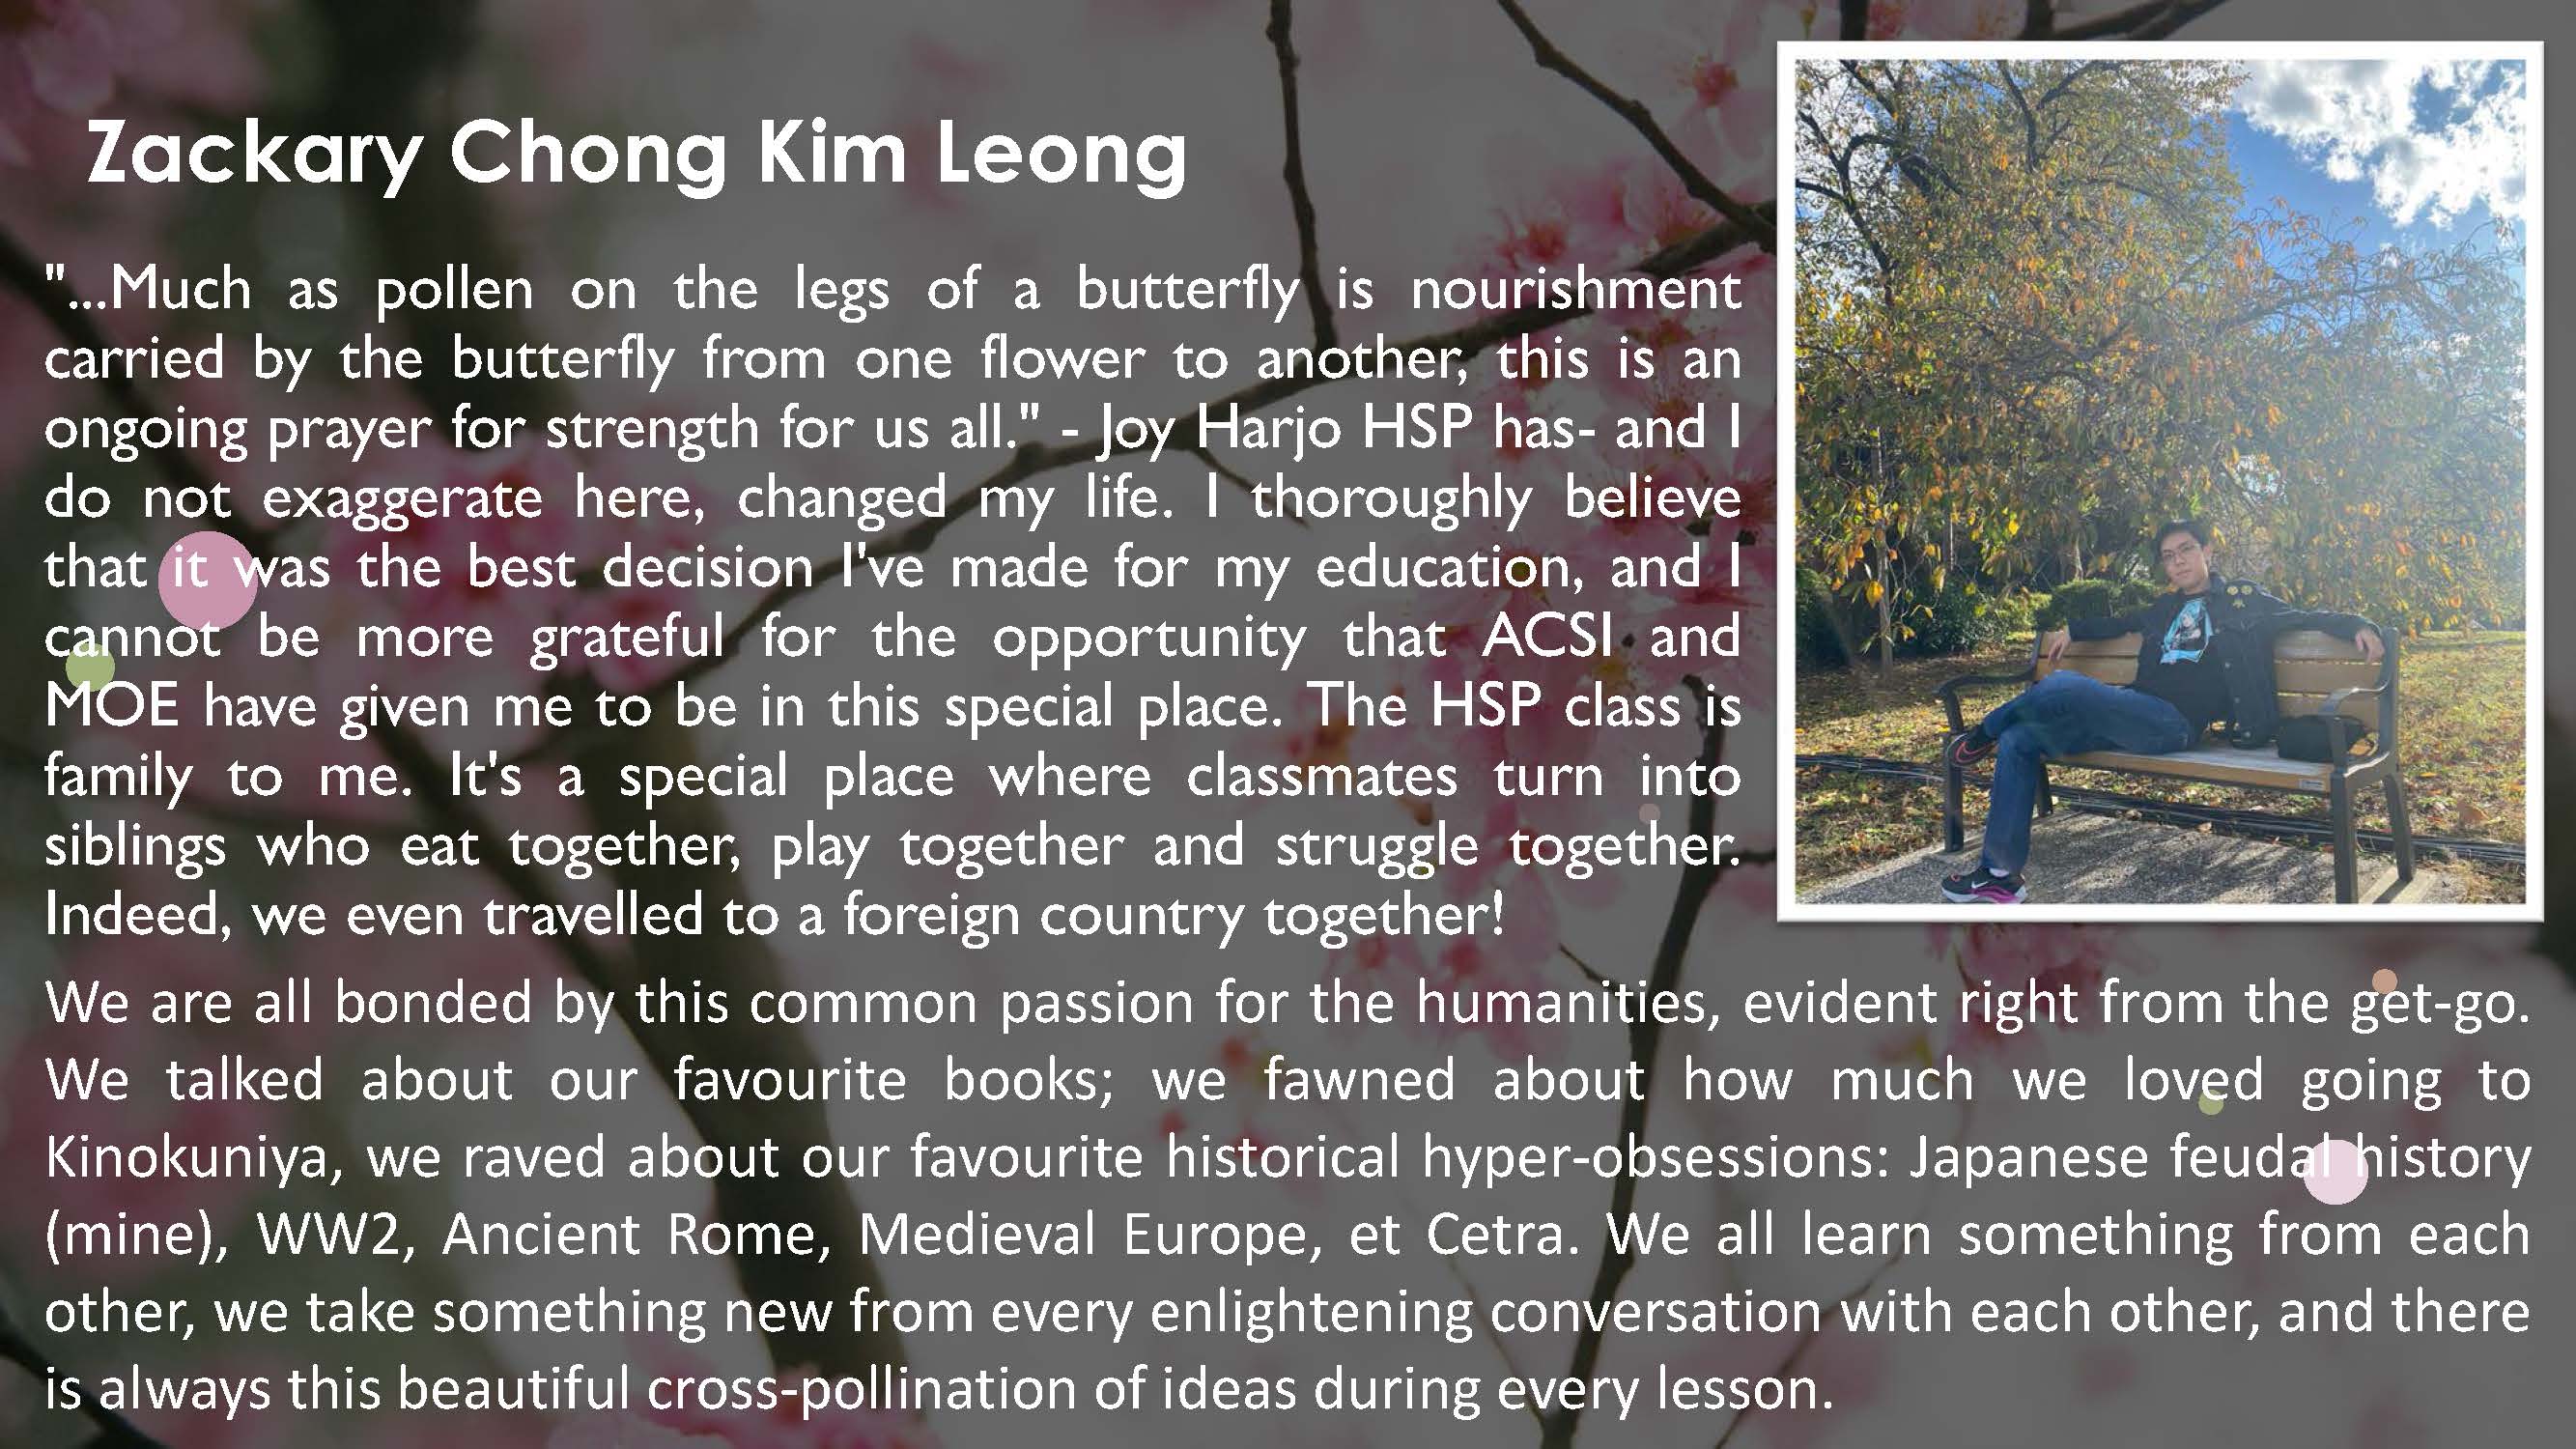 Zackary Chong Kim Leong
"...Much as pollen on the legs of a butterfly is nourishment
carried by the butterfly from one flower to another, this is an
ongoing prayer for strength for us all." - Joy Harjo HSP has- and I
do not exaggerate here, changed my life. I thoroughly believe
that it was the best decision I've made for my education, and I
cannot be more grateful for the opportunity that ACSI and
MOE have given me to be in this special place. The HSP class is
family to me. It's a special place where classmates turn into
siblings who eat together, play together and struggle together.
Indeed, we even travelled to a foreign country together!
We are all bonded by this common passion for the humanities, evident right from the get-go.
We talked about our favourite books; we fawned about how much we loved going to
Kinokuniya, we raved about our favourite historical hyper-obsessions: Japanese feudal history
(mine), WW2, Ancient Rome, Medieval Europe, et Cetra. We all learn something from each
other, we take something new from every enlightening conversation with each other, and there
is always this beautiful cross-pollination of ideas during every lesson.